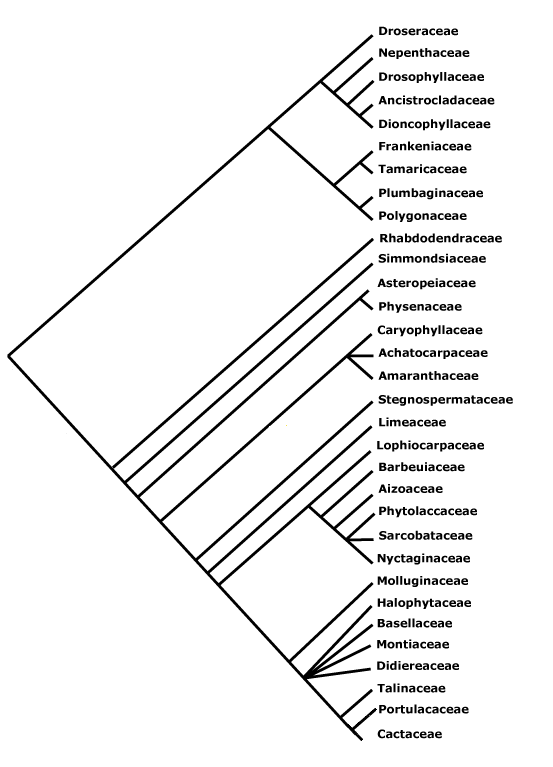 Droseraceae
Nepenthaceae
Drosophyllaceae
Ancistrocladaceae
Dioncophyllaceae
Frankeniaceae
Tamaricaceae
Plumbaginaceae
Polygonaceae
Rhabdodendraceae
Simmondsiaceae
Asteropeiaceae
Physenaceae
Caryophyllaceae
Achatocarpaceae
Amaranthaceae
Stegnospermataceae
Limeaceae
Lophiocarpaceae
Barbeuiaceae
Aizoaceae
Phytolaccaceae
Sarcobataceae
Nyctaginaceae
Molluginaceae
Halophytaceae
Basellaceae
Montiaceae
Didiereaceae
Talinaceae
Portulacaceae
Cactaceae